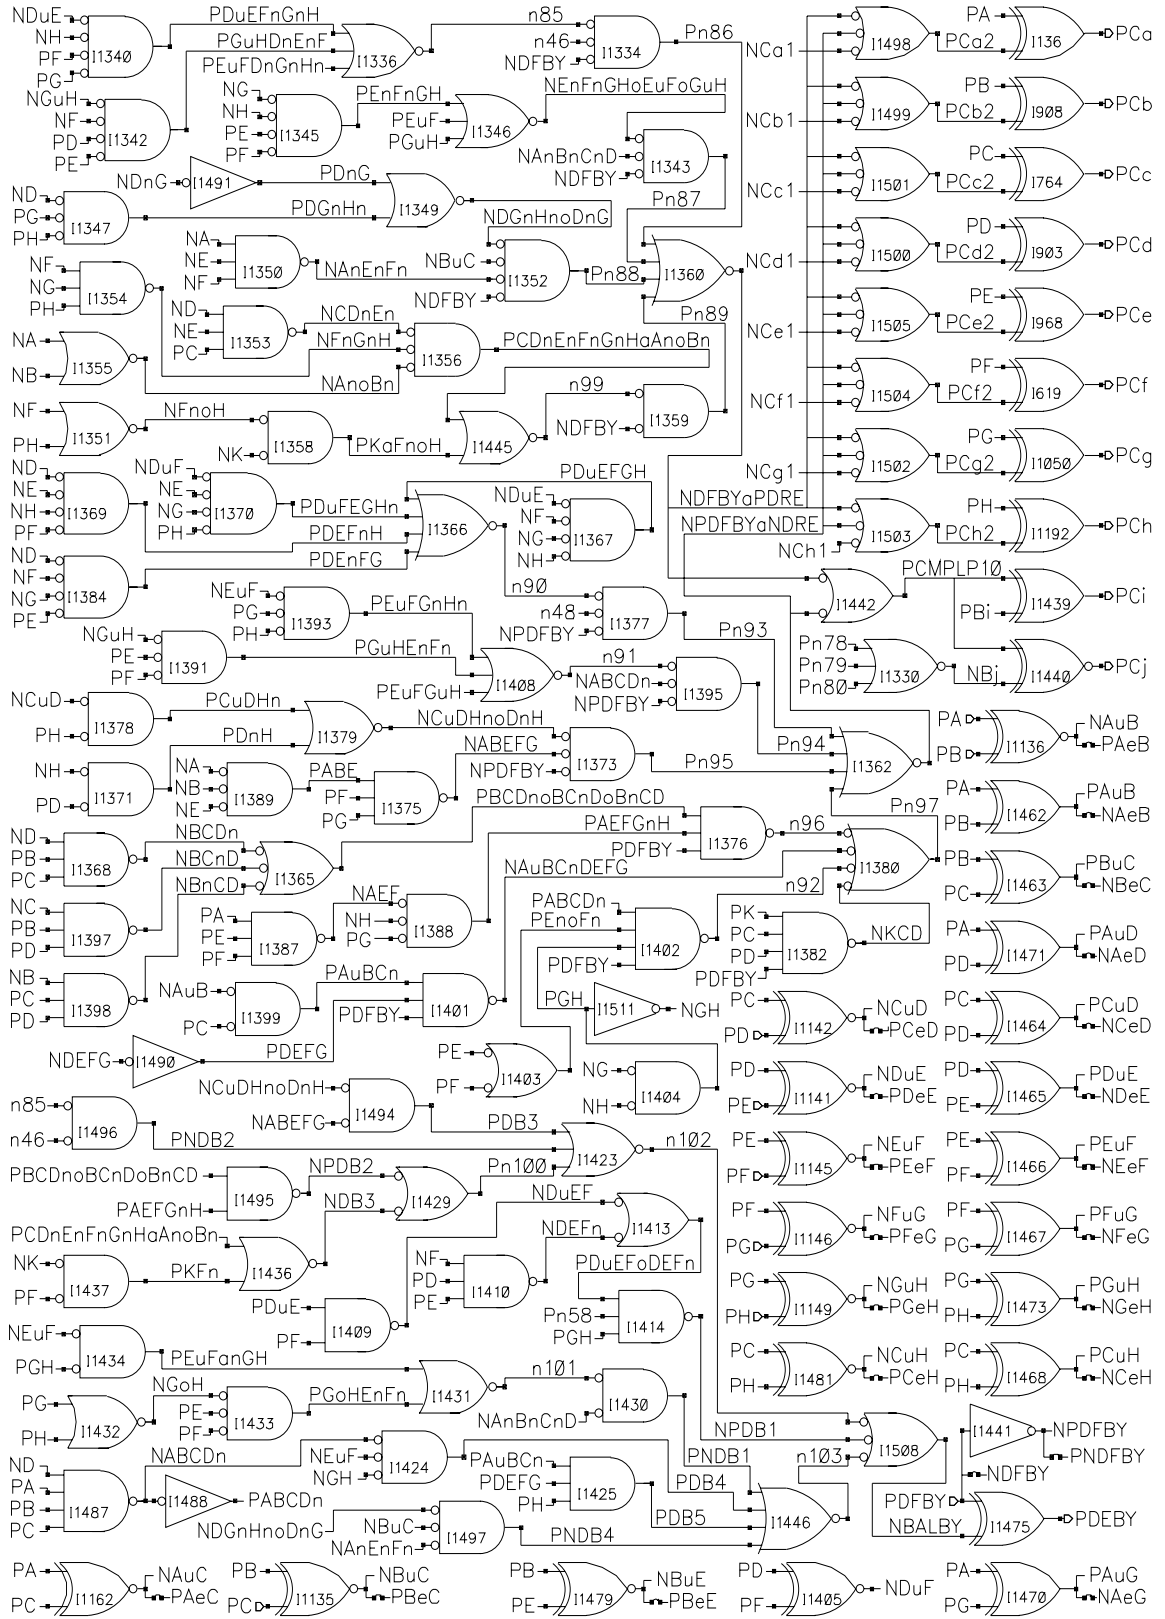 NDuE
NH
PF
PG
I1340
PDuEFnGnH
PGuHDnEnF
PEuFDnGnHn
I1336
n85
n46
NDFBY
I1334
Pn86
NGuH
NF
PD
PE
I1342
NG
NH
PE
PF
I1345
PEnFnGH
PEuF
PGuH
I1346
NEnFnGHoEuFoGuH
NAnBnCnD
NDFBY
I1343
Pn87
NDnG
I1491
PDnG
ND
PG
PH
I1347
PDGnHn
I1349
NDGnHnoDnG
NA
NE
NF
I1350
NAnEnFn
NBuC
NDFBY
I1352
Pn88
I1360
Pn89
NF
NG
PH
I1354
ND
NE
PC
I1353
NCDnEn
NFnGnH
NAnoBn
I1356
PCDnEnFnGnHaAnoBn
NA
NB
I1355
NF
PH
I1351
NFnoH
NK
I1358
PKaFnoH
I1445
n99
NDFBY
I1359
ND
NE
NH
PF
I1369
NDuF
NE
NG
PH
I1370
PDuFEGHn
PDEFnH
PDEnFG
PDuEFGH
I1366
NDuE
NF
NG
NH
I1367
ND
NF
NG
PE
I1384
n90
n48
NPDFBY
I1377
Pn93
NEuF
PG
PH
I1393
PEuFGnHn
NGuH
PE
PF
I1391
PGuHEnFn
PEuFGuH
I1408
n91
NABCDn
NPDFBY
I1395
Pn94
NCuD
PH
I1378
PCuDHn
PDnH
I1379
NCuDHnoDnH
NABEFG
NPDFBY
I1373
Pn95
NH
PD
I1371
NA
NB
NE
I1389
PABE
PF
PG
I1375
ND
PB
PC
I1368
NBCDn
NBCnD
NBnCD
I1365
PBCDnoBCnDoBnCD
PAEFGnH
PDFBY
I1376
n96
NC
PB
PD
I1397
PA
PE
PF
I1387
NAEF
NH
PG
I1388
NAuBCnDEFG
n92
I1380
Pn97
I1362
NB
PC
PD
I1398
NAuB
PC
I1399
PAuBCn
PDFBY
I1401
PABCDn
PEnoFn
PDFBY
I1402
PK
PC
PD
PDFBY
I1382
NKCD
PGH
I1511
NGH
NDEFG
I1490
PDEFG
PE
PF
I1403
NG
NH
I1404
NCuDHnoDnH
NABEFG
I1494
PDB3
n85
n46
I1496
PNDB2
Pn100
I1423
n102
PBCDnoBCnDoBnCD
PAEFGnH
I1495
NPDB2
NDB3
I1429
PCDnEnFnGnHaAnoBn
NK
PF
I1437
PKFn
I1436
NDuEF
NDEFn
I1413
PDuEFoDEFn
NF
PD
PE
I1410
PDuE
PF
I1409
Pn58
PGH
I1414
NEuF
PGH
I1434
PEuFanGH
PG
PH
I1432
NGoH
PE
PF
I1433
PGoHEnFn
I1431
n101
NAnBnCnD
I1430
NPDB1
PNDB1
n103
I1508
ND
PA
PB
PC
I1487
NABCDn
I1488
PABCDn
NEuF
NGH
I1424
PDB4
PAuBCn
PDEFG
PH
I1425
PDB5
NDGnHnoDnG
NBuC
NAnEnFn
I1497
PNDB4
I1446
I1441
NPDFBY
PNDFBY
NDFBY
PDFBY
NBALBY
I1475
PDEBY
PA
PC
I1162
NAuC
PAeC
PB
PC
I1135
NBuC
PBeC
PB
PE
I1479
NBuE
PBeE
PD
PF
I1405
NDuF
PA
PG
I1470
PAuG
NAeG
NCa1
I1498
PA
PCa2
I136
PCa
NCb1
I1499
PB
PCb2
I908
PCb
NCc1
I1501
PC
PCc2
I764
PCc
NCd1
I1500
PD
PCd2
I903
PCd
NCe1
I1505
PE
PCe2
I968
PCe
NCf1
I1504
PF
PCf2
I619
PCf
NCg1
I1502
PG
PCg2
I1050
PCg
NDFBYaPDRE
NPDFBYaNDRE
NCh1
I1503
PH
PCh2
I1192
PCh
I1442
PCMPLP10
PBi
I1439
PCi
Pn78
Pn79
Pn80
I1330
NBj
I1440
PCj
PA
PB
I1136
NAuB
PAeB
PA
PB
I1462
PAuB
NAeB
PB
PC
I1463
PBuC
NBeC
PA
PD
I1471
PAuD
NAeD
PC
PD
I1142
NCuD
PCeD
PC
PD
I1464
PCuD
NCeD
PD
PE
I1141
NDuE
PDeE
PD
PE
I1465
PDuE
NDeE
PE
PF
I1145
NEuF
PEeF
PE
PF
I1466
PEuF
NEeF
PF
PG
I1146
NFuG
PFeG
PF
PG
I1467
PFuG
NFeG
PG
PH
I1149
NGuH
PGeH
PG
PH
I1473
PGuH
NGeH
PC
PH
I1481
NCuH
PCeH
PC
PH
I1468
PCuH
NCeH